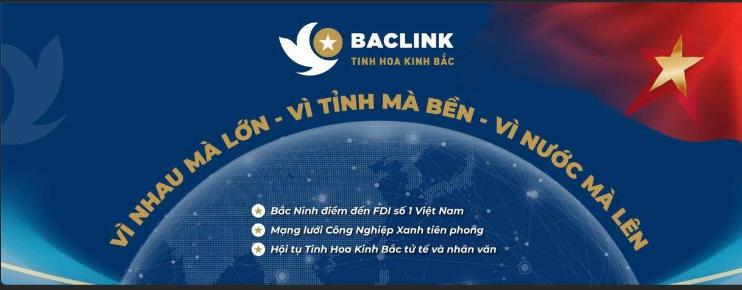 BACLINK
TINH HOA KINH BẮC
VÌ NHAU MÀ LỚN - VÌ TỈNH MÀ BỀN - VÌ NƯỚC MÀ LÊN
Bắc Ninh điểm đến FDI số 1 Việt Nam
Mạng lưới Công Nghiệp Xanh tiên phong
Hội tụ Tinh Hoa Kinh Bắc tử tế và nhân văn